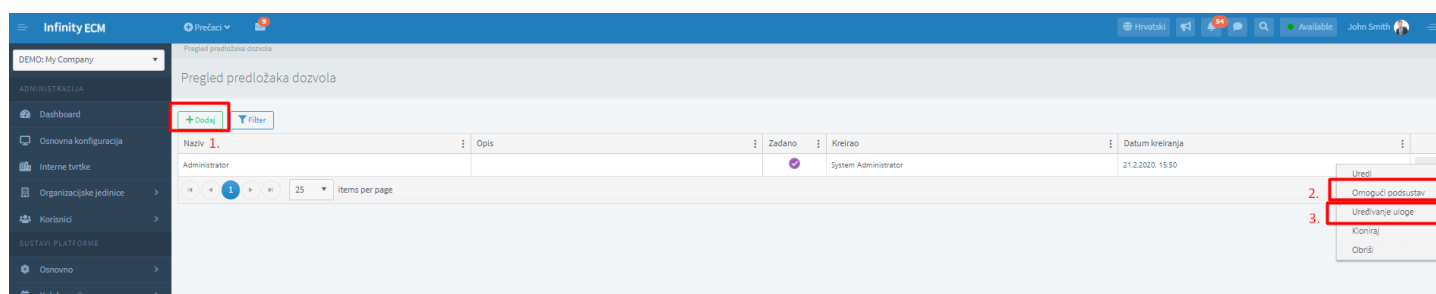 Infinity ECM
Prečaci
9
Hrvatski
54
Available
John Smith
DEMO: My Company
Pregled predložaka dozvola
Pregled predložaka dozvola
ADMINISTRACIJA
Dashboard
Osnovna konfiguracija
Interne tvrtke
Organizacijske jedinice
Korisnici
SUSTAVI PLATFORME
Osnovno
+ Dodaj
Filter
Naziv 1.
Opis
Zadano
Kreirao
Datum kreiranja
Administrator
System Administrator
21.2.2020. 15:50
1
25
items per page
Uredi
2. Omogući podsustav
3. Uređivanje uloge
Kloniraj
Obriši